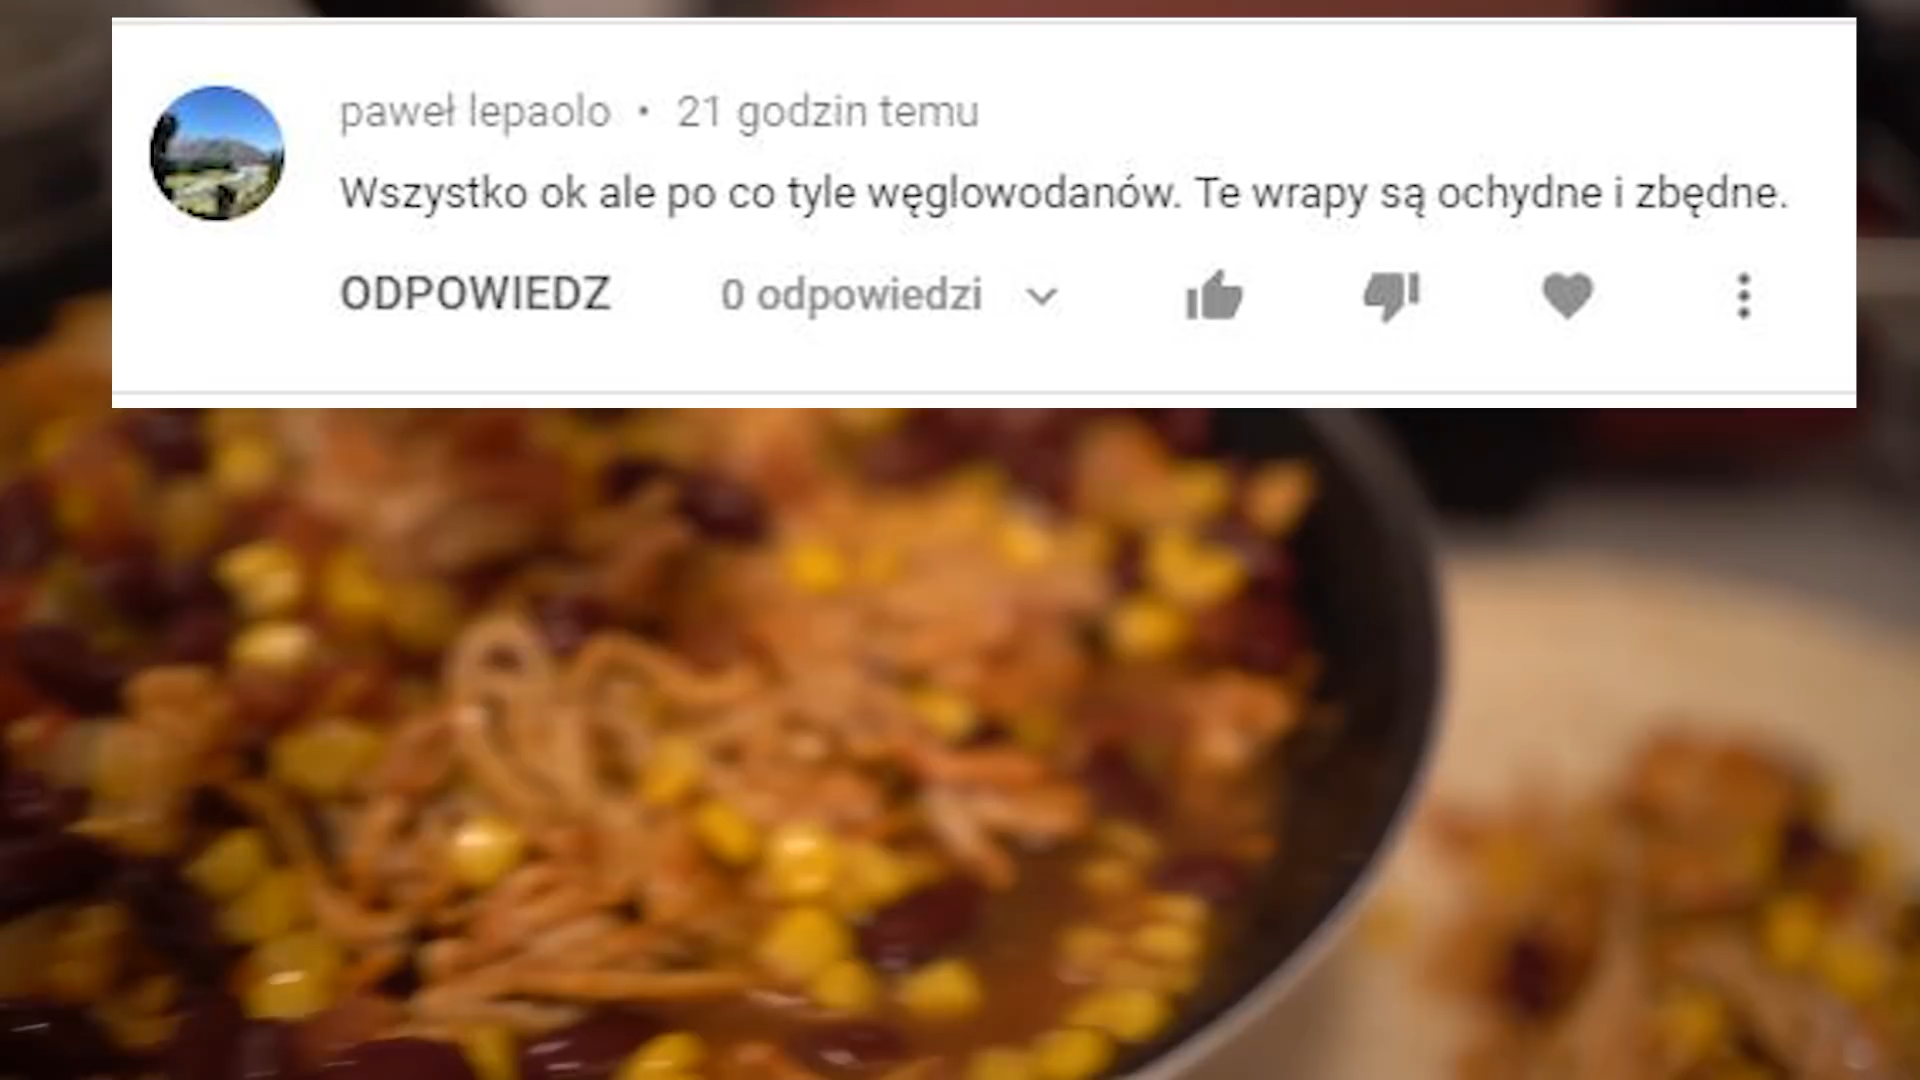 paweł lepaolo • 21 godzin temu
Wszystko ok ale po co tyle węglowodanów. Te wrapy są ochydne i zbędne.
ODPOWIEDZ 0 odpowiedzi